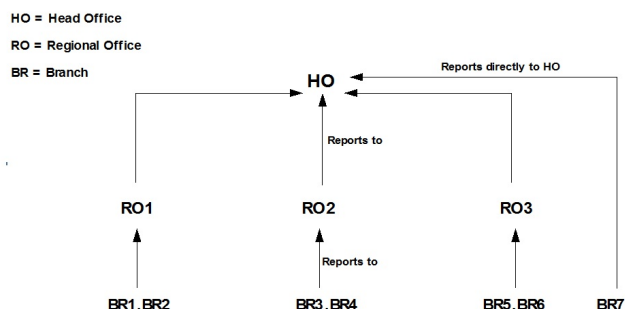 HO = Head Office
RO = Regional Office
BR = Branch
Reports directly to HO
HO
Reports to
RO1 RO2 RO3
Reports to
BR1,BR2 BR3,BR4 BR5,BR6 BR7